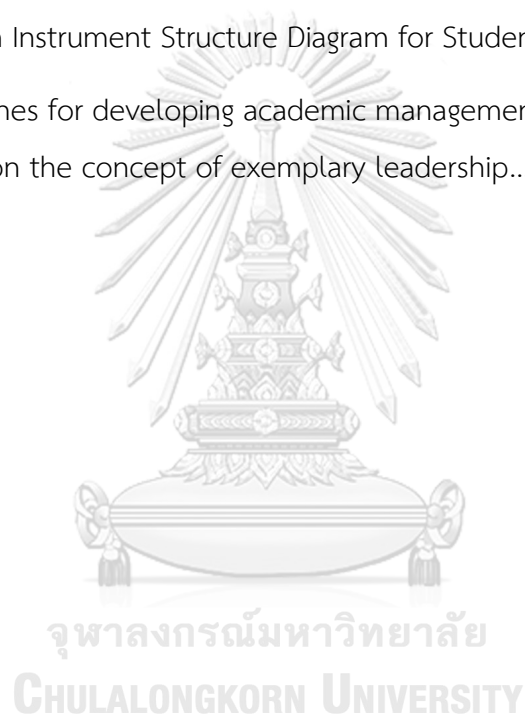 n Instrument Structure Diagram for Studen
nes for developing academic managemen
on the concept of exemplary leadership..
จุฬาลงกรณ์มหาวิทยาลัย
CHULALONGKORN UNIVERSITY